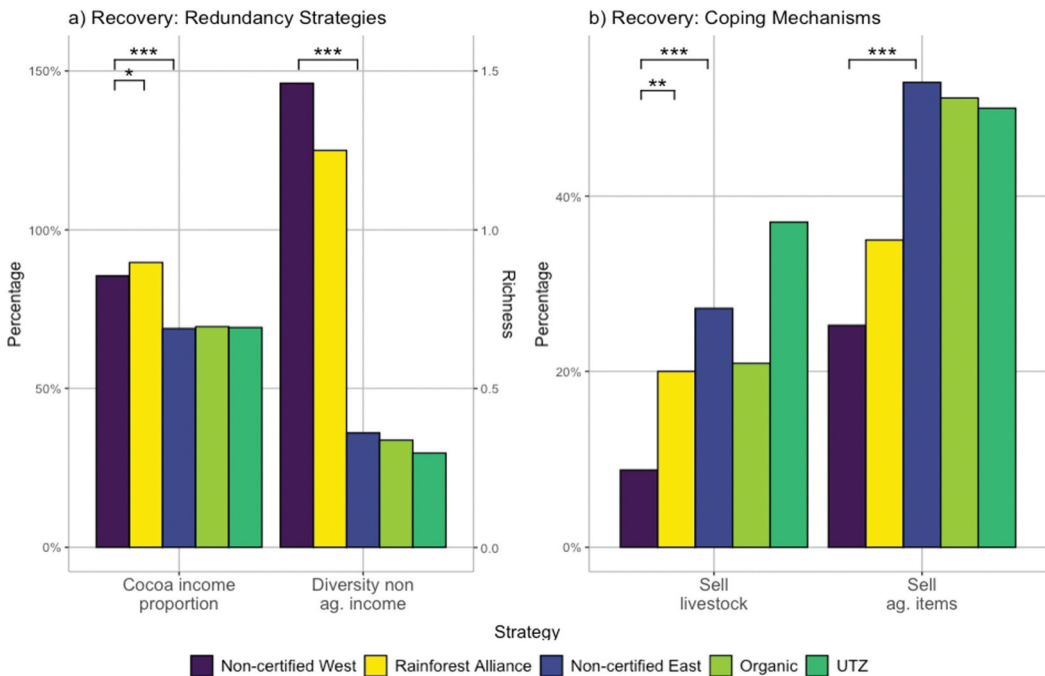 a) Recovery: Redundancy Strategies
***
*
***
150%
100%
50%
0%
Percentage
1.5
1.0
0.5
0.0
Richness
Cocoa income
proportion
Diversity non
ag. income
b) Recovery: Coping Mechanisms
***
**
***
40%
20%
0%
Percentage
Sell
livestock
Sell
ag. items
Strategy
Non-certified West
Rainforest Alliance
Non-certified East
Organic
UTZ